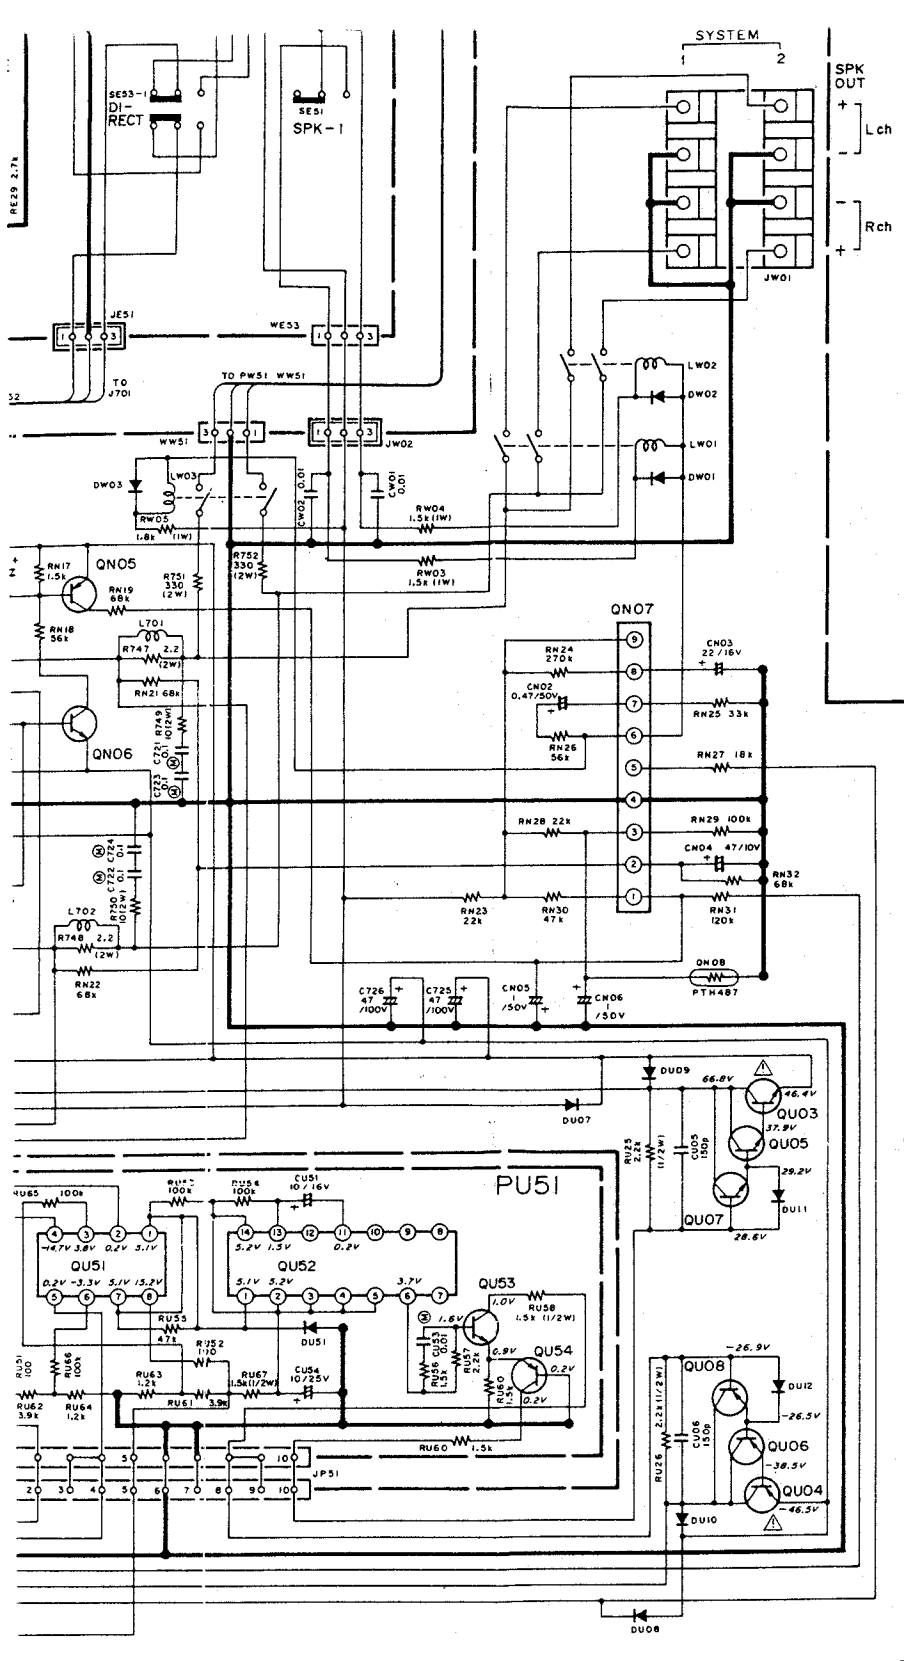 SYSTEM
1 2
SPK
OUT
+
Lch
-
-
Rch
+
JW01
SE53-1
DI-
RECT
SE51
SPK-1
RE29 2.7k
JE51
1 3
WE53
1 3
TO
J701
52
TO PW51 WW51
WW51
3 1
1 3
JW02
LW02
DW02
LW01
DW01
DW03
LW03
RW05
1.8k (1W)
CW02 0.01
CW01
0.01
RW04
1.5k(1W)
RW03
1.5k(1W)
RN17
1.5k
QN05
RN19
68k
R751
330
(2W)
R752
330
(2W)
RN18
56k
L701
R747 2.2
(2W)
RN21 68k
QN06
R749
10(2W)
C721
0.1
C723
0.1
QN07
9
8
7
6
5
4
3
2
1
RN24
270k
CN02
0.47/50V
RN26
56k
CN03
22/16V
RN25 33k
RN27 18k
RN28 22k
RN29 100k
CN04 47/10V
RN32
68k
RN31
120k
RN23
22k
RN30
47k
QN08
PTH487
C724
0.1
C722
0.1
R750
10(2W)
L702
R748 2.2
(2W)
RN22
68k
C726
47
/100V
C725
47
/100V
CN05
1
/50V
CN06
1
/50V
DU09
DU07
66.8V
46.4V
QU03
37.9V
QU05
29.2V
DU11
QU07
28.6V
RU25
2.2k
(1/2W)
CU05
150p
PU51
RU65 100k
100k
RU54
100k
CU51
10/16V
4 3 2 1
-14.7V 3.8V 0.2V 5.1V
QU51
0.2V -3.3V 5.1V 15.2V
5 6 7 8
14 13 12 11 10 9 8
5.2V 1.5V 0.2V
QU52
5.1V 5.2V 3.7V
1 2 3 4 5 6 7
RU55
47k
DU51
RU51
100
RU66
100k
RU52
100
RU62
3.9k
RU64
1.2k
RU63
1.2k
RU61
3.9k
RU67
1.5k(1/2W)
CU54
10/25V
QU53
1.0V
1.6V
0.9V
RU58
1.5k (1/2W)
CU53
0.01
RU56
1.5k
RU57
2.2k
RU60
1.5k
QU54
0.2V
0.2V
RU60 1.5k
5 10
JP51
2 3 4 5 6 7 8 9 10
-26.9V
QU08
DU12
-26.5V
QU06
-38.5V
QU04
-46.5V
RU26 2.2k(1/2W)
CU06
150p
DU10
DU08